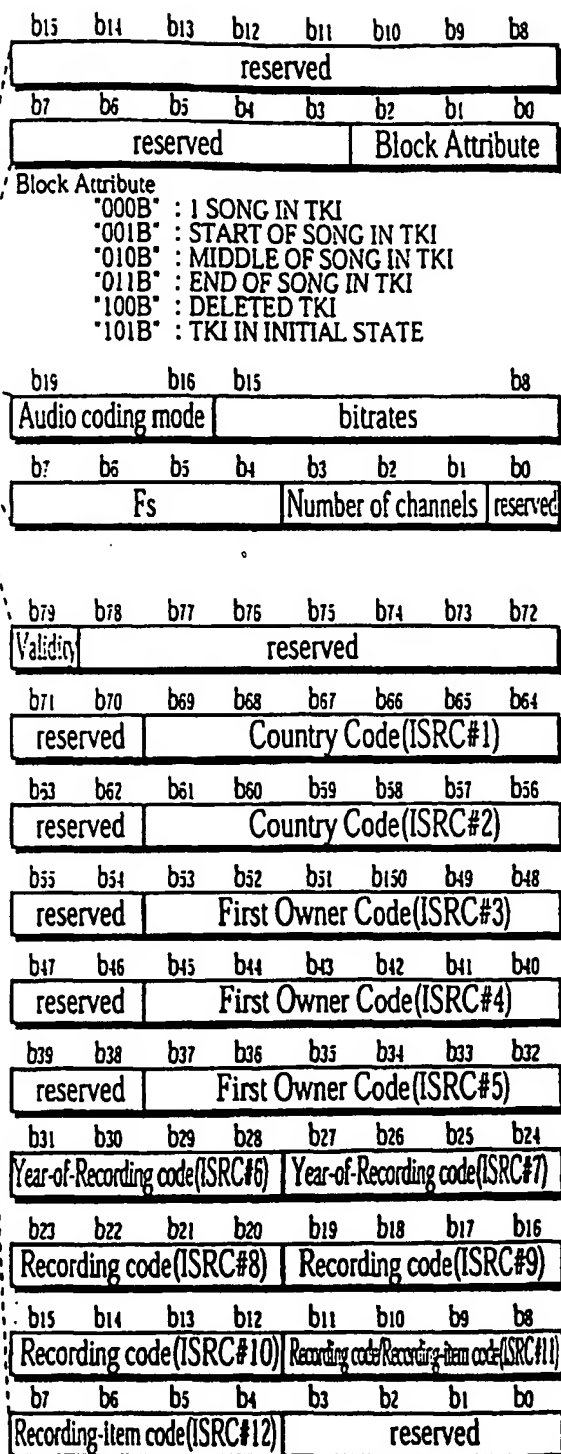 b15 b14 b13 b12 b11 b10 b9 b8
reserved
b7 b6 b5 b4 b3 b2 b1 b0
reserved Block Attribute
Block Attribute
"000B" : 1 SONG IN TKI
"001B" : START OF SONG IN TKI
"010B" : MIDDLE OF SONG IN TKI
"011B" : END OF SONG IN TKI
"100B" : DELETED TKI
"101B" : TKI IN INITIAL STATE
b19 b16 b15 b8
Audio coding mode bitrates
b7 b6 b5 b4 b3 b2 b1 b0
Fs Number of channels reserved
b79 b78 b77 b76 b75 b74 b73 b72
Validity reserved
b71 b70 b69 b68 b67 b66 b65 b64
reserved Country Code(ISRC#1)
b63 b62 b61 b60 b59 b58 b57 b56
reserved Country Code(ISRC#2)
b55 b54 b53 b52 b51 b150 b49 b48
reserved First Owner Code(ISRC#3)
b47 b46 b45 b44 b43 b42 b41 b40
reserved First Owner Code(ISRC#4)
b39 b38 b37 b36 b35 b34 b33 b32
reserved First Owner Code(ISRC#5)
b31 b30 b29 b28 b27 b26 b25 b24
Year-of-Recording code(ISRC#6) Year-of-Recording code(ISRC#7)
b23 b22 b21 b20 b19 b18 b17 b16
Recording code(ISRC#8) Recording code(ISRC#9)
b15 b14 b13 b12 b11 b10 b9 b8
Recording code(ISRC#10) Recording code/Recording-item code(ISRC#11)
b7 b6 b5 b4 b3 b2 b1 b0
Recording-item code(ISRC#12) reserved